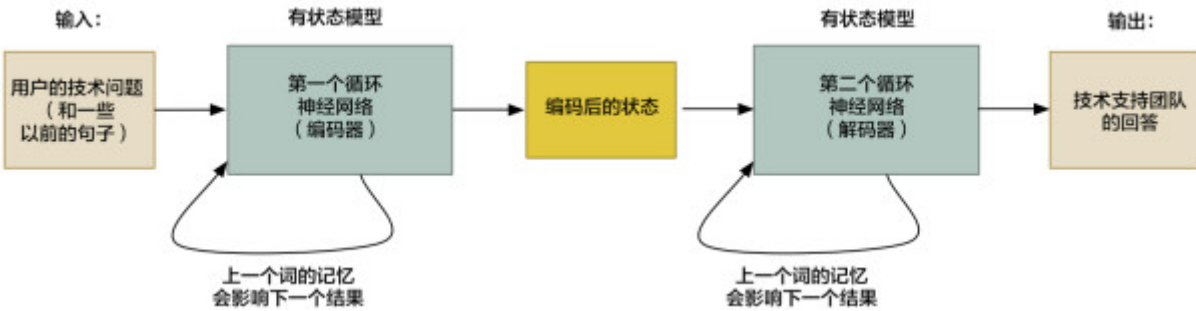 输入：
有状态模型
有状态模型
输出：
用户的技术问题
（和一些
以前的句子）
第一个循环
神经网络
（编码器）
编码后的状态
第二个循环
神经网络
（解码器）
技术支持团队
的回答
上一个词的记忆
会影响下一个结果
上一个词的记忆
会影响下一个结果